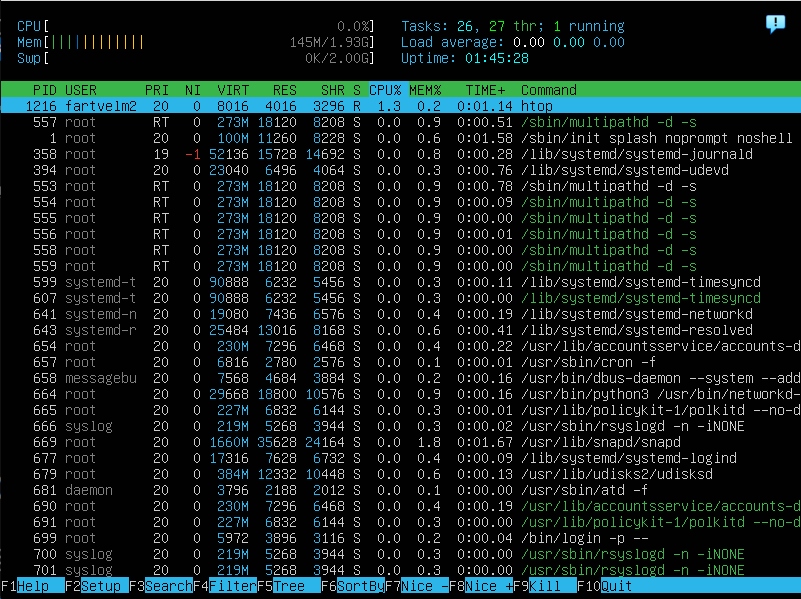 CPU[ 0.0%] Tasks: 26, 27 thr; 1 running
Mem[|||||||||||| 145M/1.93G] Load average: 0.00 0.00 0.00
Swp[ 0K/2.00G] Uptime: 01:45:28
PID USER PRI NI VIRT RES SHR S CPU% MEM% TIME+ Command
1216 fartvelm2 20 0 8016 4016 3296 R 1.3 0.2 0:01.14 htop
557 root RT 0 273M 18120 8208 S 0.0 0.9 0:00.51 /sbin/multipathd -d -s
1 root 20 0 100M 11260 8228 S 0.0 0.6 0:01.58 /sbin/init splash noprompt noshell
358 root 19 -1 52136 15728 14692 S 0.0 0.8 0:00.28 /lib/systemd/systemd-journald
394 root 20 0 23040 6496 4064 S 0.0 0.3 0:00.76 /lib/systemd/systemd-udevd
553 root RT 0 273M 18120 8208 S 0.0 0.9 0:00.78 /sbin/multipathd -d -s
554 root RT 0 273M 18120 8208 S 0.0 0.9 0:00.09 /sbin/multipathd -d -s
555 root RT 0 273M 18120 8208 S 0.0 0.9 0:00.00 /sbin/multipathd -d -s
556 root RT 0 273M 18120 8208 S 0.0 0.9 0:00.01 /sbin/multipathd -d -s
558 root RT 0 273M 18120 8208 S 0.0 0.9 0:00.00 /sbin/multipathd -d -s
559 root RT 0 273M 18120 8208 S 0.0 0.9 0:00.00 /sbin/multipathd -d -s
599 systemd-t 20 0 90888 6232 5456 S 0.0 0.3 0:00.11 /lib/systemd/systemd-timesyncd
607 systemd-t 20 0 90888 6232 5456 S 0.0 0.3 0:00.00 /lib/systemd/systemd-timesyncd
641 systemd-n 20 0 19080 7436 6576 S 0.0 0.4 0:00.19 /lib/systemd/systemd-networkd
643 systemd-r 20 0 25484 13016 8168 S 0.0 0.6 0:00.41 /lib/systemd/systemd-resolved
654 root 20 0 230M 7296 6468 S 0.0 0.4 0:00.22 /usr/lib/accountsservice/accounts-d
657 root 20 0 6816 2780 2576 S 0.0 0.1 0:00.01 /usr/sbin/cron -f
658 messagebu 20 0 7568 4684 3884 S 0.0 0.2 0:00.16 /usr/bin/dbus-daemon --system --add
664 root 20 0 29668 18800 10576 S 0.0 0.9 0:00.16 /usr/bin/python3 /usr/bin/networkd-
665 root 20 0 227M 6832 6144 S 0.0 0.3 0:00.01 /usr/lib/policykit-1/polkitd --no-d
666 syslog 20 0 219M 5268 3944 S 0.0 0.3 0:00.02 /usr/sbin/rsyslogd -n -iNONE
669 root 20 0 1660M 35628 24164 S 0.0 1.8 0:01.67 /usr/lib/snapd/snapd
677 root 20 0 17316 7628 6732 S 0.0 0.4 0:00.09 /lib/systemd/systemd-logind
679 root 20 0 384M 12332 10448 S 0.0 0.6 0:00.13 /usr/lib/udisks2/udisksd
681 daemon 20 0 3796 2188 2012 S 0.0 0.1 0:00.00 /usr/sbin/atd -f
690 root 20 0 230M 7296 6468 S 0.0 0.4 0:00.19 /usr/lib/accountsservice/accounts-d
691 root 20 0 227M 6832 6144 S 0.0 0.3 0:00.00 /usr/lib/policykit-1/polkitd --no-d
699 root 20 0 5972 3896 3116 S 0.0 0.2 0:00.04 /bin/login -p --
700 syslog 20 0 219M 5268 3944 S 0.0 0.3 0:00.00 /usr/sbin/rsyslogd -n -iNONE
701 syslog 20 0 219M 5268 3944 S 0.0 0.3 0:00.00 /usr/sbin/rsyslogd -n -iNONE
F1Help F2Setup F3SearchF4FilterF5Tree F6SortByF7Nice -F8Nice +F9Kill F10Quit